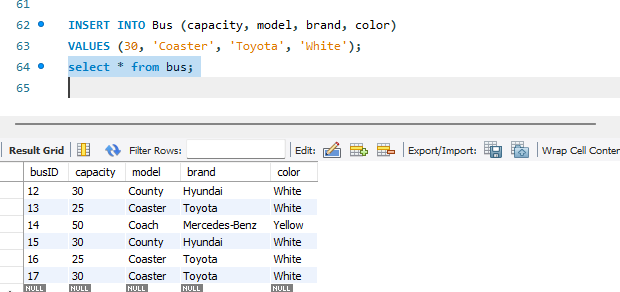 61
62 INSERT INTO Bus (capacity, model, brand, color)
63 VALUES (30, 'Coaster', 'Toyota', 'White');
64 select * from bus;
65
Result Grid Filter Rows: Edit: Export/Import: Wrap Cell Conten
busID capacity model brand color
12 30 County Hyundai White
13 25 Coaster Toyota White
14 50 Coach Mercedes-Benz Yellow
15 30 County Hyundai White
16 25 Coaster Toyota White
17 30 Coaster Toyota White
NULL NULL NULL NULL NULL